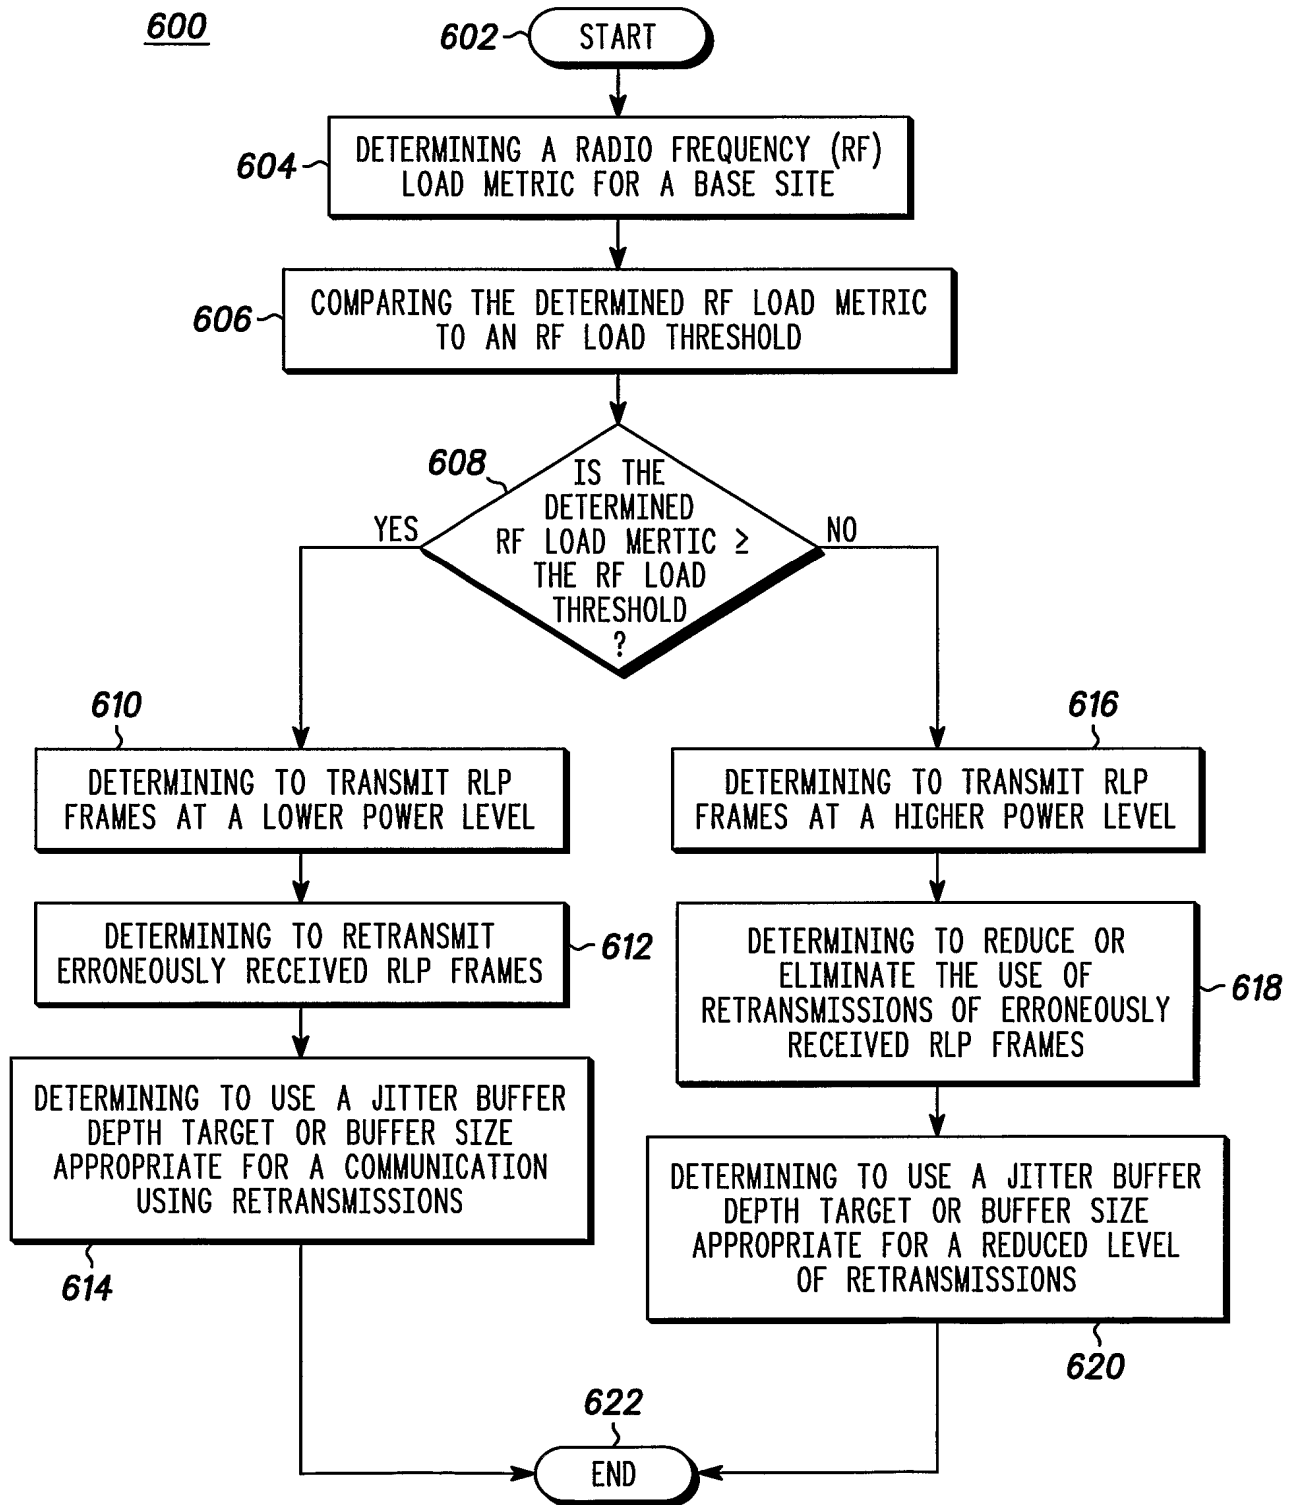 600
602
START
604
DETERMINING A RADIO FREQUENCY (RF)
LOAD METRIC FOR A BASE SITE
606
COMPARING THE DETERMINED RF LOAD METRIC
TO AN RF LOAD THRESHOLD
608
IS THE
DETERMINED
RF LOAD MERTIC ≥
THE RF LOAD
THRESHOLD
?
YES
NO
610
DETERMINING TO TRANSMIT RLP
FRAMES AT A LOWER POWER LEVEL
612
DETERMINING TO RETRANSMIT
ERRONEOUSLY RECEIVED RLP FRAMES
614
DETERMINING TO USE A JITTER BUFFER
DEPTH TARGET OR BUFFER SIZE
APPROPRIATE FOR A COMMUNICATION
USING RETRANSMISSIONS
616
DETERMINING TO TRANSMIT RLP
FRAMES AT A HIGHER POWER LEVEL
618
DETERMINING TO REDUCE OR
ELIMINATE THE USE OF
RETRANSMISSIONS OF ERRONEOUSLY
RECEIVED RLP FRAMES
620
DETERMINING TO USE A JITTER BUFFER
DEPTH TARGET OR BUFFER SIZE
APPROPRIATE FOR A REDUCED LEVEL
OF RETRANSMISSIONS
622
END